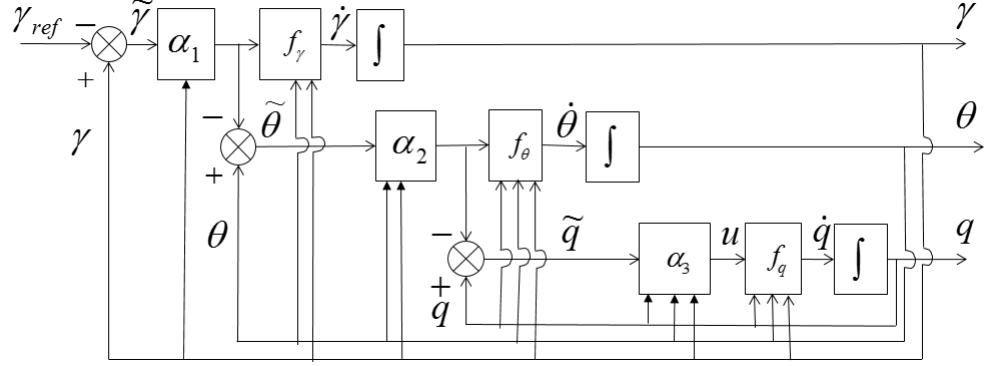 γ_ref − γ̃ α₁ f_γ γ̇ ∫ γ
+
γ − θ̃ α₂ f_θ θ̇ ∫ θ
+
θ − q̃ α₃ u f_q q̇ ∫ q
+
q